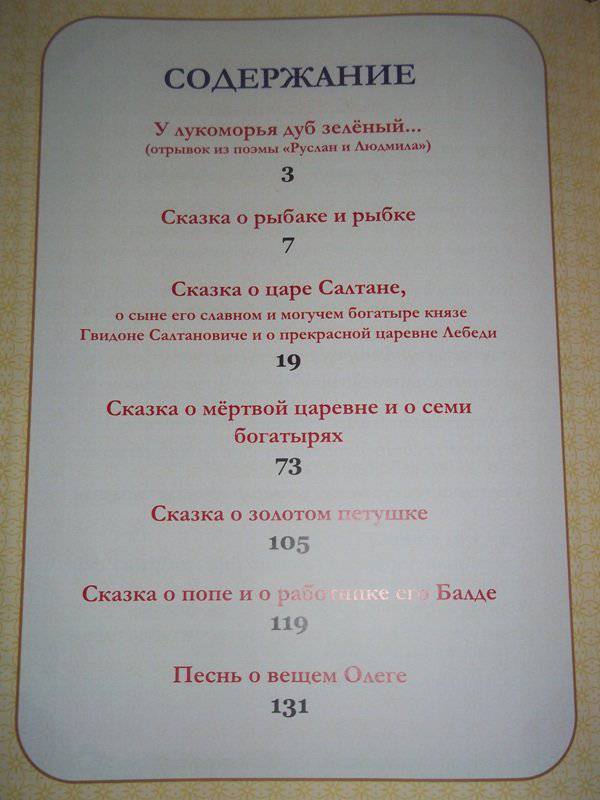 СОДЕРЖАНИЕ
У лукоморья дуб зелёный...
(отрывок из поэмы «Руслан и Людмила»)
3
Сказка о рыбаке и рыбке
7
Сказка о царе Салтане,
о сыне его славном и могучем богатыре князе
Гвидоне Салтановиче и о прекрасной царевне Лебеди
19
Сказка о мёртвой царевне и о семи
богатырях
73
Сказка о золотом петушке
105
Сказка о попе и о работнике его Балде
119
Песнь о вещем Олеге
131